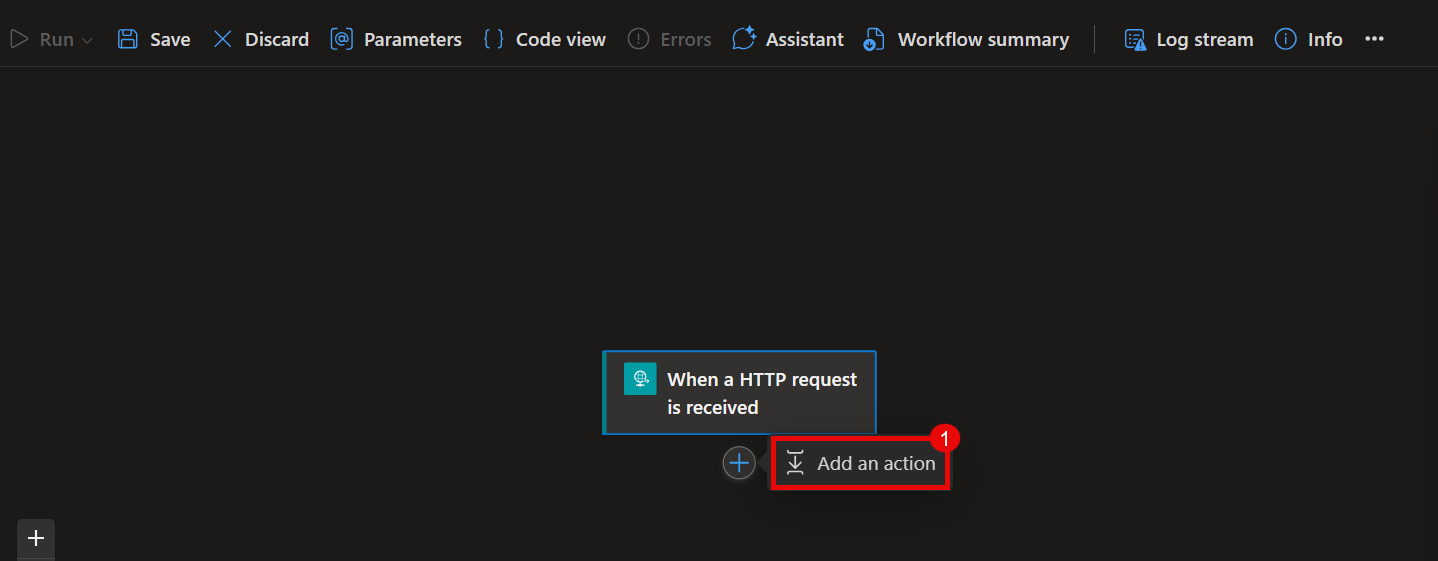 Run Save Discard Parameters Code view Errors Assistant Workflow summary Log stream Info
When a HTTP request
is received
1
Add an action